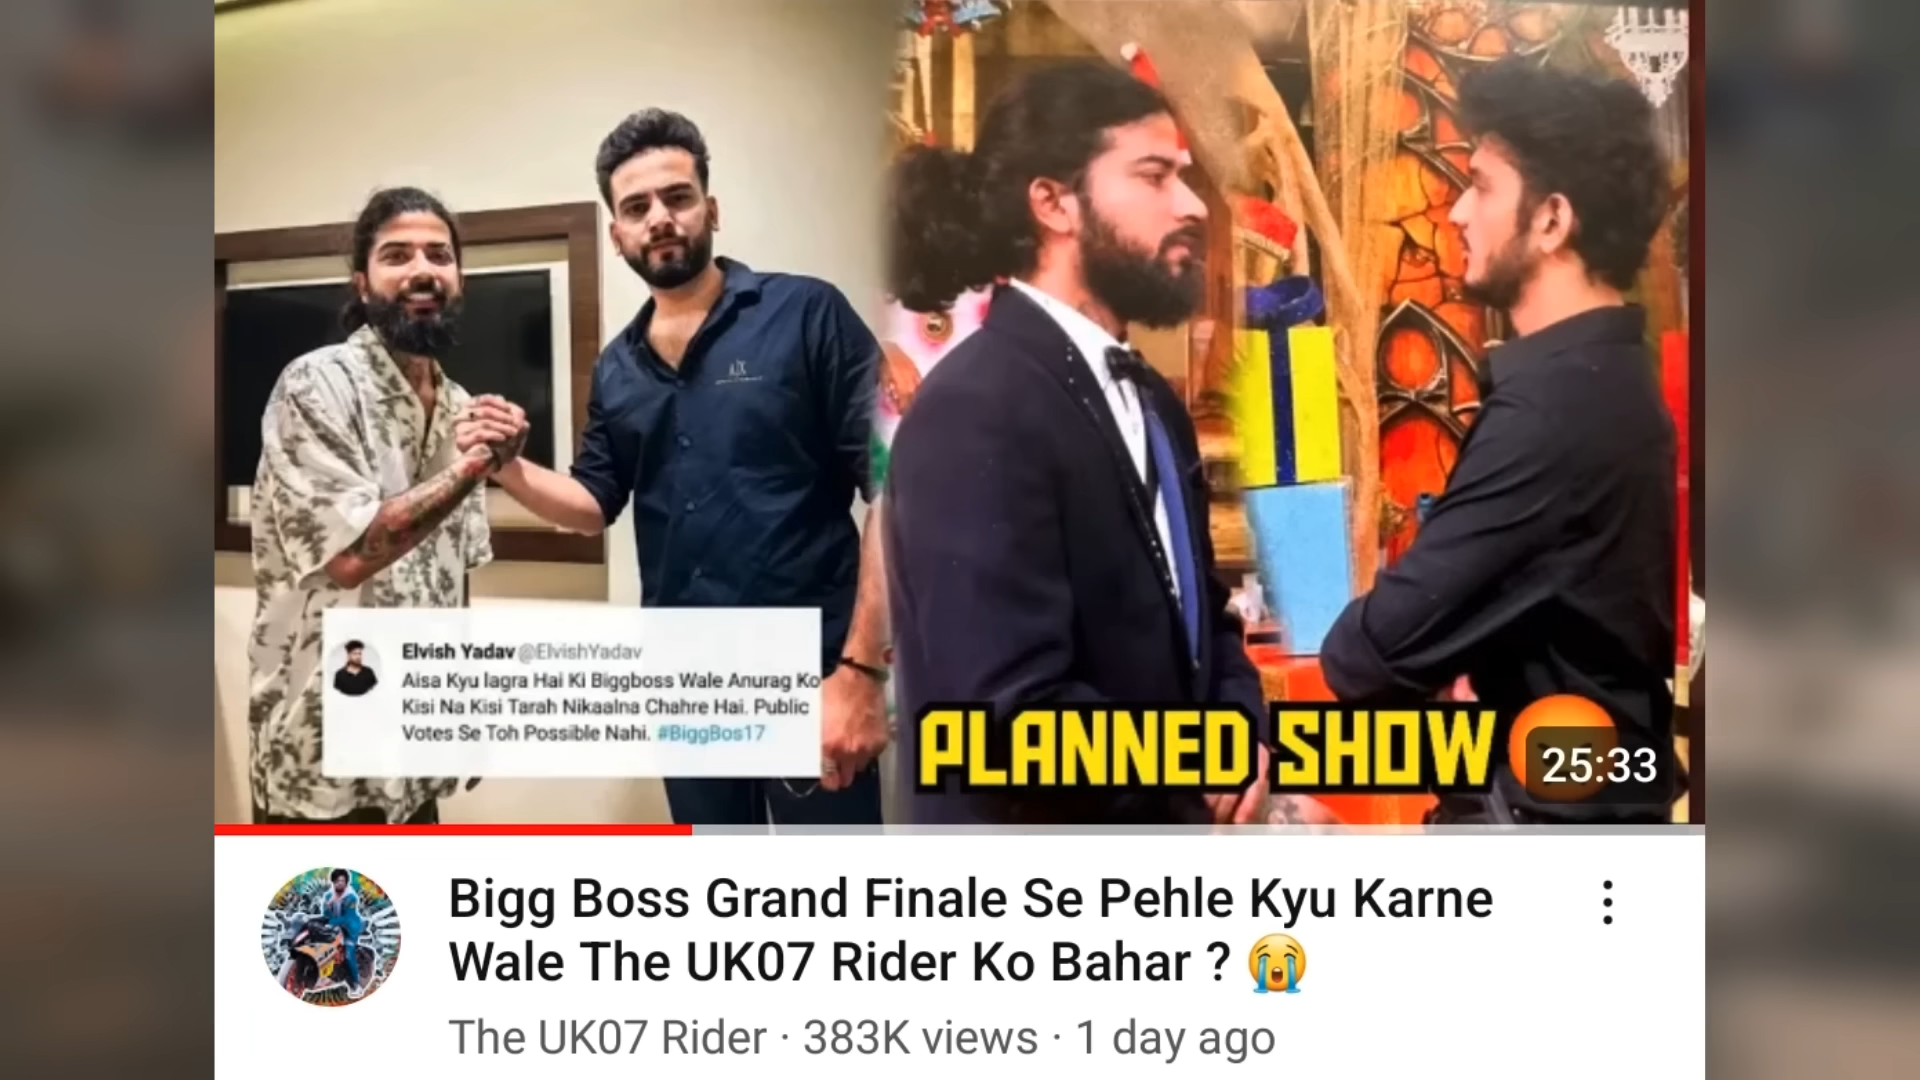 Elvish Yadav @ElvishYadav
Aisa Kyu lagra Hai Ki Biggboss Wale Anurag Ko
Kisi Na Kisi Tarah Nikaalna Chahre Hai. Public
Votes Se Toh Possible Nahi. #BiggBos17
A|X
PLANNED SHOW
25:33
Bigg Boss Grand Finale Se Pehle Kyu Karne
Wale The UK07 Rider Ko Bahar ? 😭
The UK07 Rider · 383K views · 1 day ago